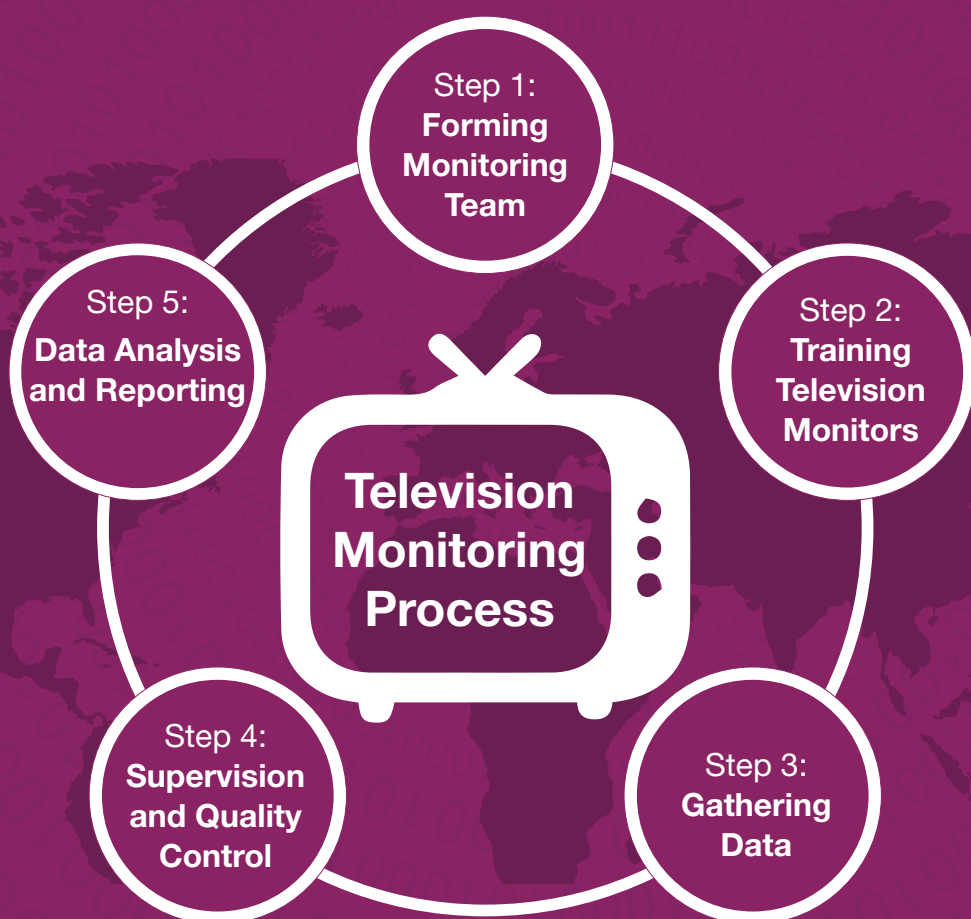 Step 1:
Forming
Monitoring
Team
Step 2:
Training
Television
Monitors
Step 3:
Gathering
Data
Step 4:
Supervision
and Quality
Control
Step 5:
Data Analysis
and Reporting
Television
Monitoring
Process